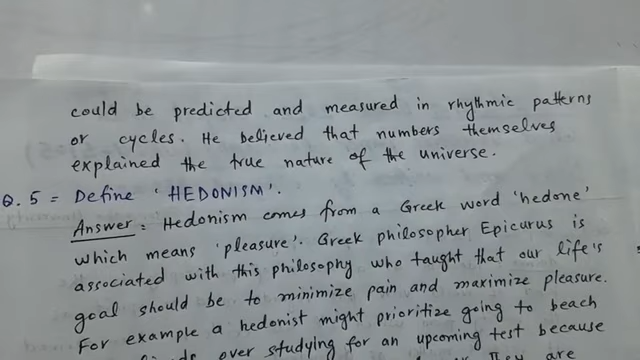 could be predicted and measured in rhythmic patterns
or cycles. He believed that numbers themselves
explained the true nature of the universe.
Q.5 = Define 'HEDONISM'.
Answer: Hedonism comes from a Greek word 'hedone'
which means 'pleasure'. Greek philosopher Epicurus is
associated with this philosophy who taught that our life's
goal should be to minimize pain and maximize pleasure.
For example a hedonist might prioritize going to beach
over studying for an upcoming test because
are